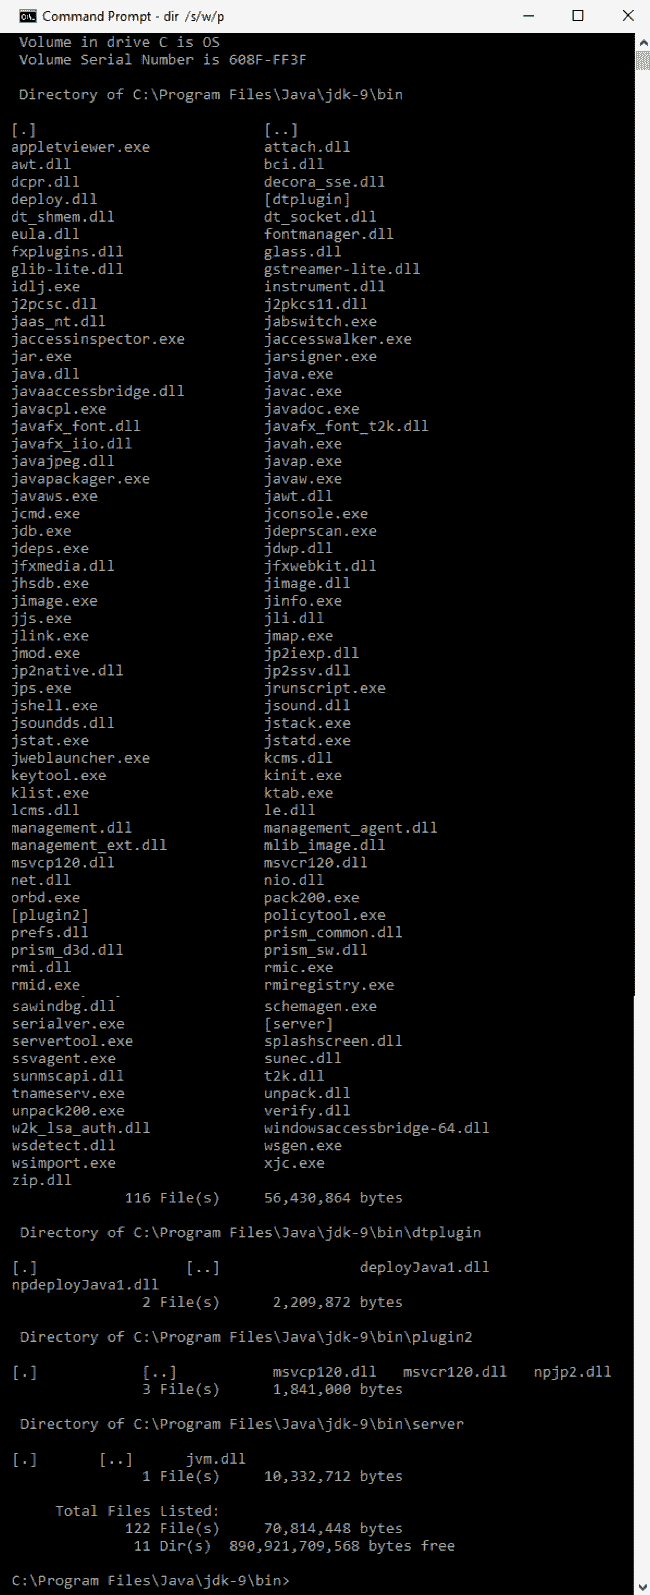 Command Prompt - dir /s/w/p
Volume in drive C is OS
Volume Serial Number is 608F-FF3F
Directory of C:\Program Files\Java\jdk-9\bin
[.] [..]
appletviewer.exe attach.dll
awt.dll bci.dll
dcpr.dll decora_sse.dll
deploy.dll [dtplugin]
dt_shmem.dll dt_socket.dll
eula.dll fontmanager.dll
fxplugins.dll glass.dll
glib-lite.dll gstreamer-lite.dll
idlj.exe instrument.dll
j2pcsc.dll j2pkcs11.dll
jaas_nt.dll jabswitch.exe
jaccessinspector.exe jaccesswalker.exe
jar.exe jarsigner.exe
java.dll java.exe
javaaccessbridge.dll javac.exe
javacpl.exe javadoc.exe
javafx_font.dll javafx_font_t2k.dll
javafx_iio.dll javah.exe
javajpeg.dll javap.exe
javapackager.exe javaw.exe
javaws.exe jawt.dll
jcmd.exe jconsole.exe
jdb.exe jdeprscan.exe
jdeps.exe jdwp.dll
jfxmedia.dll jfxwebkit.dll
jhsdb.exe jimage.dll
jimage.exe jinfo.exe
jjs.exe jli.dll
jlink.exe jmap.exe
jmod.exe jp2iexp.dll
jp2native.dll jp2ssv.dll
jps.exe jrunscript.exe
jshell.exe jsound.dll
jsoundds.dll jstack.exe
jstat.exe jstatd.exe
jweblauncher.exe kcms.dll
keytool.exe kinit.exe
klist.exe ktab.exe
lcms.dll le.dll
management.dll management_agent.dll
management_ext.dll mlib_image.dll
msvcp120.dll msvcr120.dll
net.dll nio.dll
orbd.exe pack200.exe
[plugin2] policytool.exe
prefs.dll prism_common.dll
prism_d3d.dll prism_sw.dll
rmi.dll rmic.exe
rmid.exe rmiregistry.exe
sawindbg.dll schemagen.exe
serialver.exe [server]
servertool.exe splashscreen.dll
ssvagent.exe sunec.dll
sunmscapi.dll t2k.dll
tnameserv.exe unpack.dll
unpack200.exe verify.dll
w2k_lsa_auth.dll windowsaccessbridge-64.dll
wsdetect.dll wsgen.exe
wsimport.exe xjc.exe
zip.dll
116 File(s) 56,430,864 bytes
Directory of C:\Program Files\Java\jdk-9\bin\dtplugin
[.] [..] deployJava1.dll
npdeployJava1.dll
2 File(s) 2,209,872 bytes
Directory of C:\Program Files\Java\jdk-9\bin\plugin2
[.] [..] msvcp120.dll msvcr120.dll npjp2.dll
3 File(s) 1,841,000 bytes
Directory of C:\Program Files\Java\jdk-9\bin\server
[.] [..] jvm.dll
1 File(s) 10,332,712 bytes
Total Files Listed:
122 File(s) 70,814,448 bytes
11 Dir(s) 890,921,709,568 bytes free
C:\Program Files\Java\jdk-9\bin>